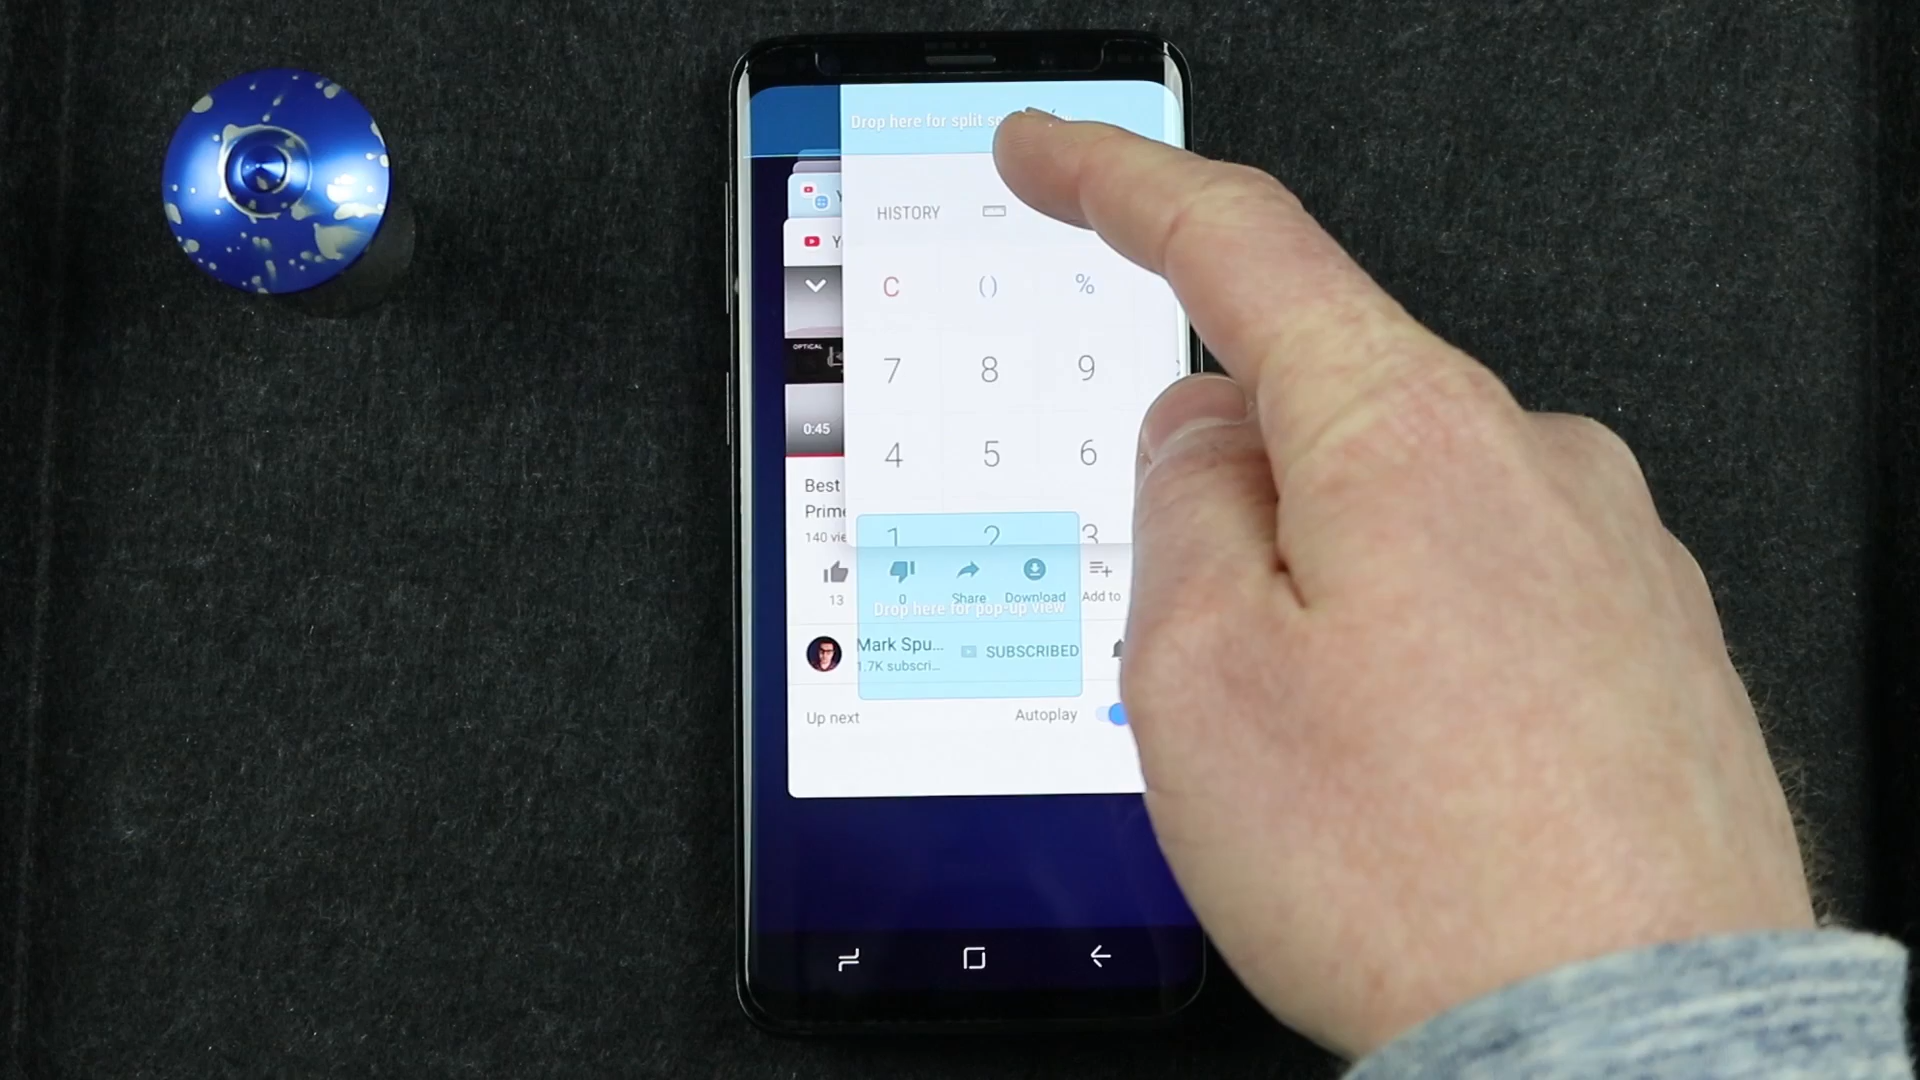 Drop here for split
HISTORY
C () %
7 8 9
OPTICAL
0:45
4 5 6
Best
Prime
1 2 3
140 vie
13 0 Share Download Add to
Drop here for pop-up view
Mark Spu... SUBSCRIBED
1.7K subscri...
Up next Autoplay